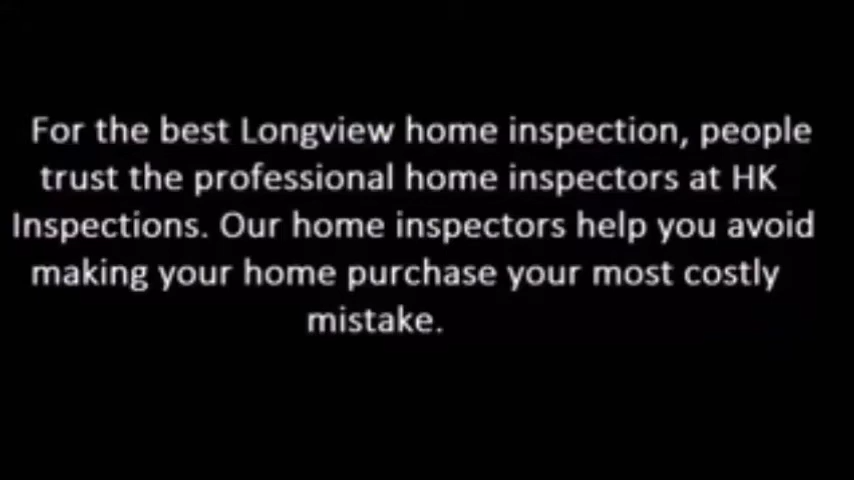 For the best Longview home inspection, people
trust the professional home inspectors at HK
Inspections. Our home inspectors help you avoid
making your home purchase your most costly
mistake.